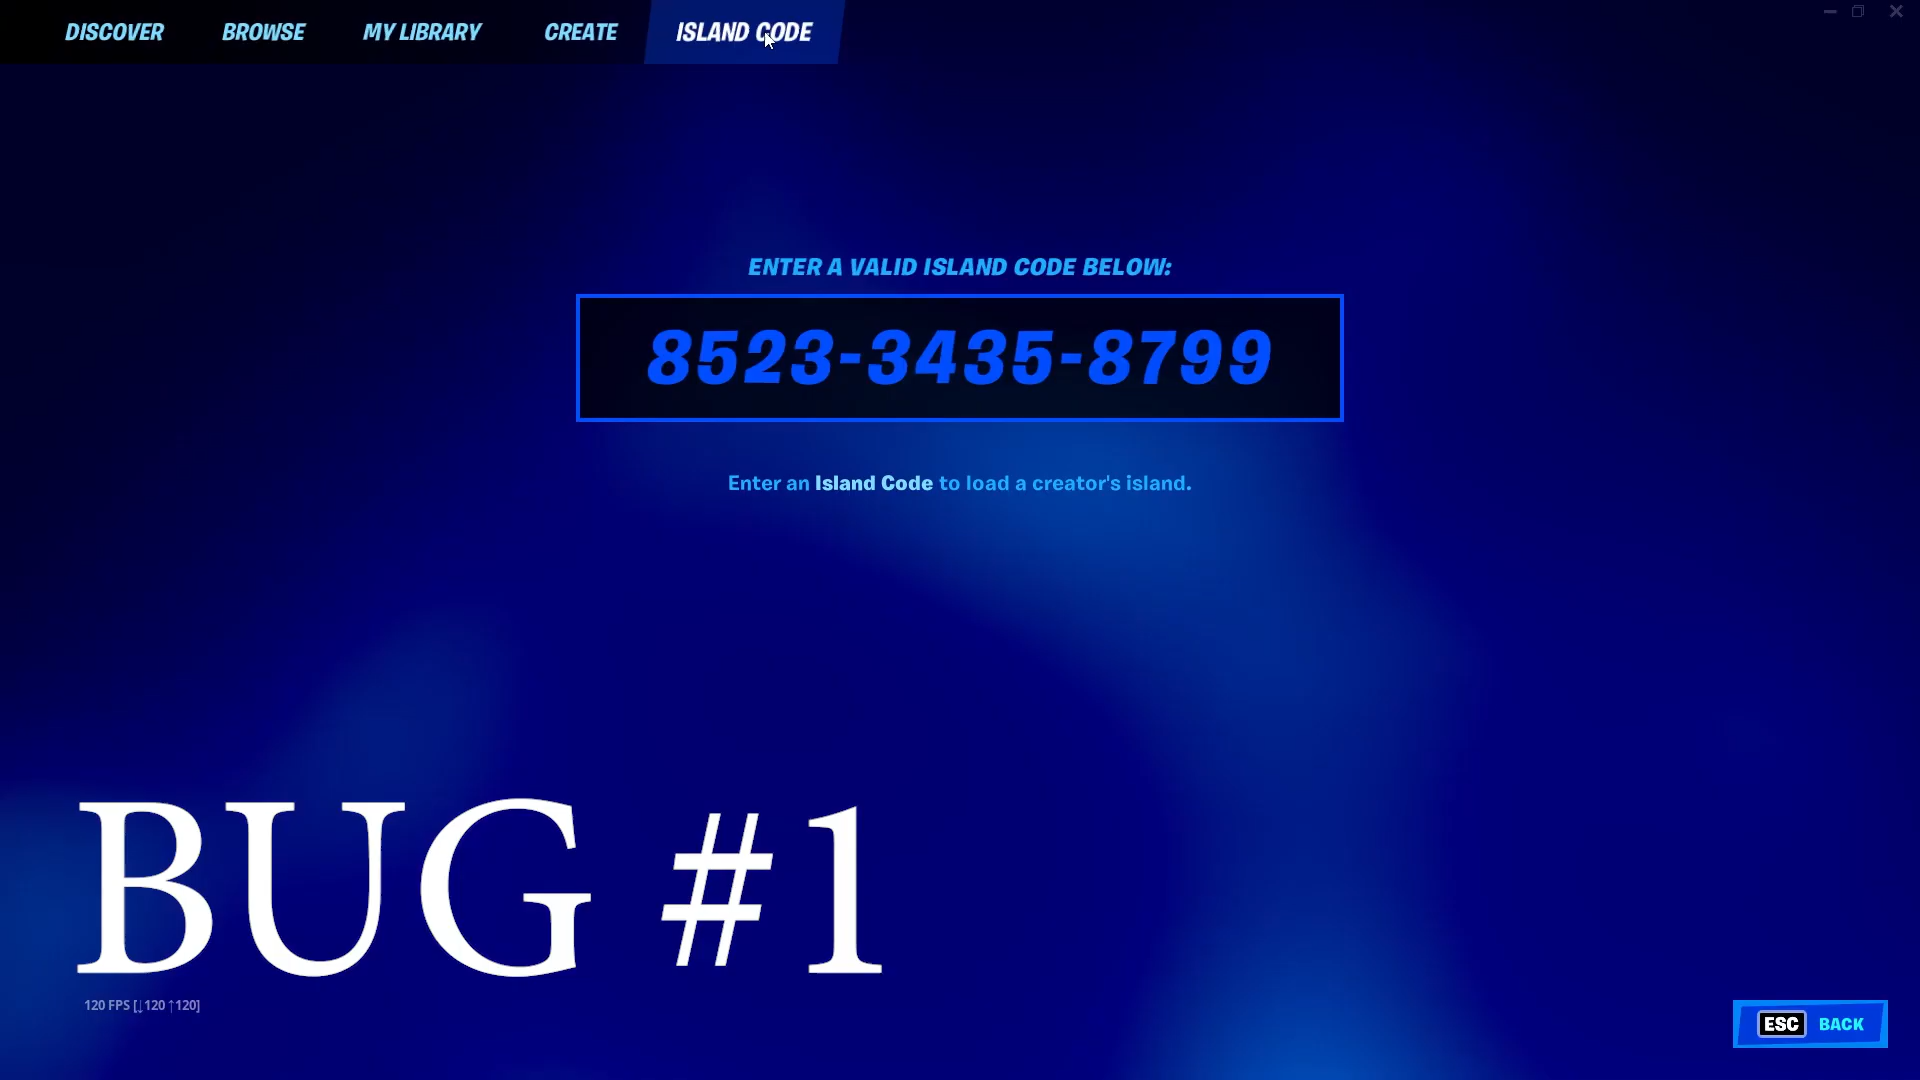 DISCOVER BROWSE MY LIBRARY CREATE ISLAND CODE
ENTER A VALID ISLAND CODE BELOW:
8523-3435-8799
Enter an Island Code to load a creator's island.
BUG #1
120 FPS [↓120 ↑120]
ESC BACK